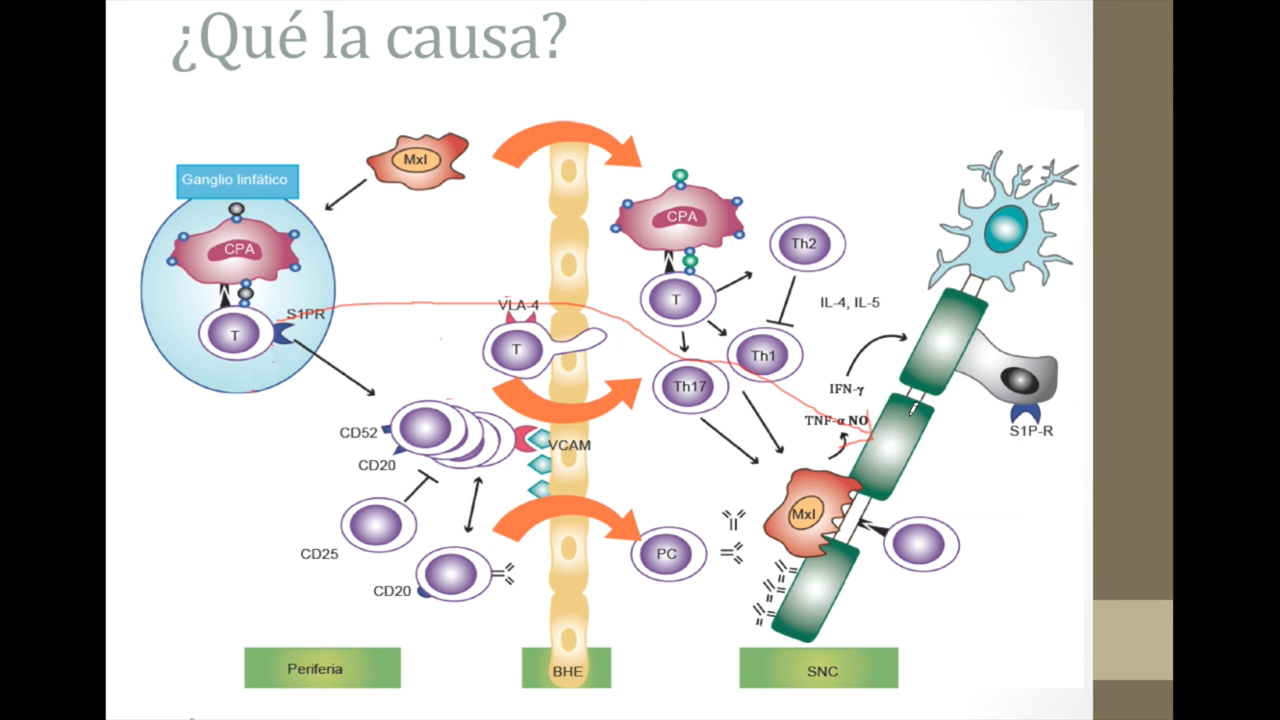 ¿Qué la causa?
Ganglio linfático
MxI
CPA
T
S1PR
CD52
CD20
CD25
CD20
VLA-4
T
VCAM
CPA
T
Th2
Th1
Th17
IL-4, IL-5
IFN-γ
TNF-α NO
MxI
PC
S1P-R
Periferia
BHE
SNC